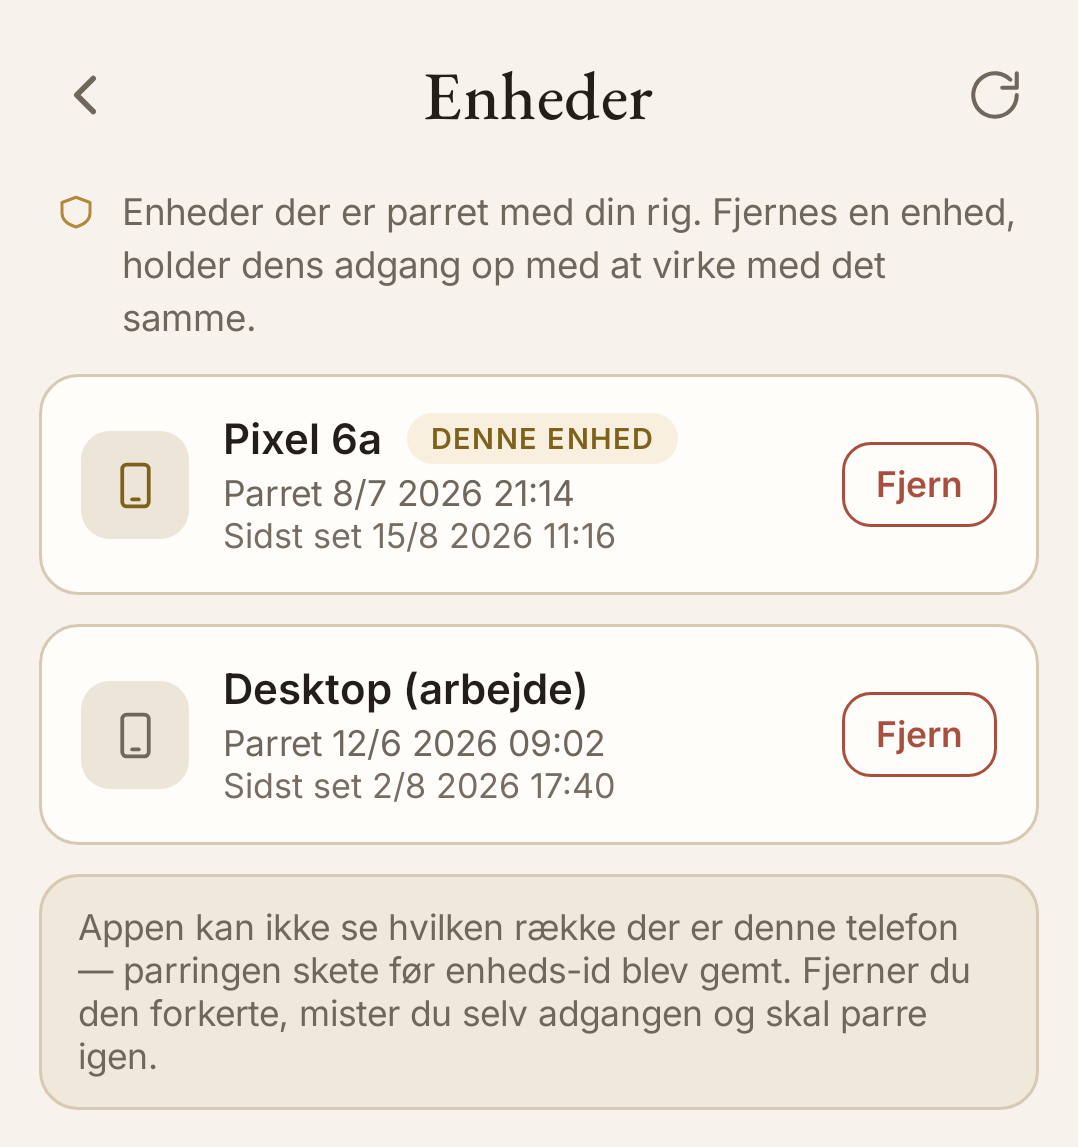 Enheder
Enheder der er parret med din rig. Fjernes en enhed,
holder dens adgang op med at virke med det
samme.
Pixel 6a DENNE ENHED
Parret 8/7 2026 21:14
Sidst set 15/8 2026 11:16
Fjern
Desktop (arbejde)
Parret 12/6 2026 09:02
Sidst set 2/8 2026 17:40
Fjern
Appen kan ikke se hvilken række der er denne telefon
— parringen skete før enheds-id blev gemt. Fjerner du
den forkerte, mister du selv adgangen og skal parre
igen.